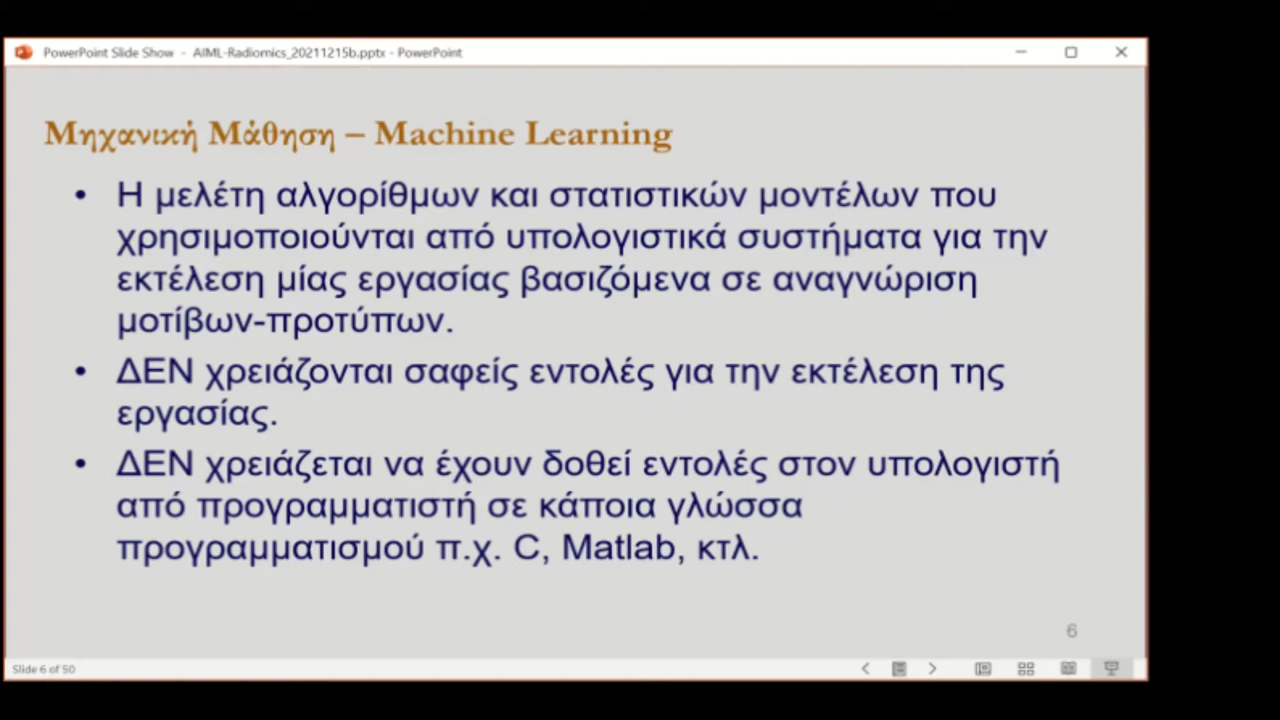 PowerPoint Slide Show - AIML-Radiomics_20211215b.pptx - PowerPoint
Μηχανική Μάθηση – Machine Learning
• Η μελέτη αλγορίθμων και στατιστικών μοντέλων που
χρησιμοποιούνται από υπολογιστικά συστήματα για την
εκτέλεση μίας εργασίας βασιζόμενα σε αναγνώριση
μοτίβων-προτύπων.
• ΔΕΝ χρειάζονται σαφείς εντολές για την εκτέλεση της
εργασίας.
• ΔΕΝ χρειάζεται να έχουν δοθεί εντολές στον υπολογιστή
από προγραμματιστή σε κάποια γλώσσα
προγραμματισμού π.χ. C, Matlab, κτλ.
6
Slide 6 of 50